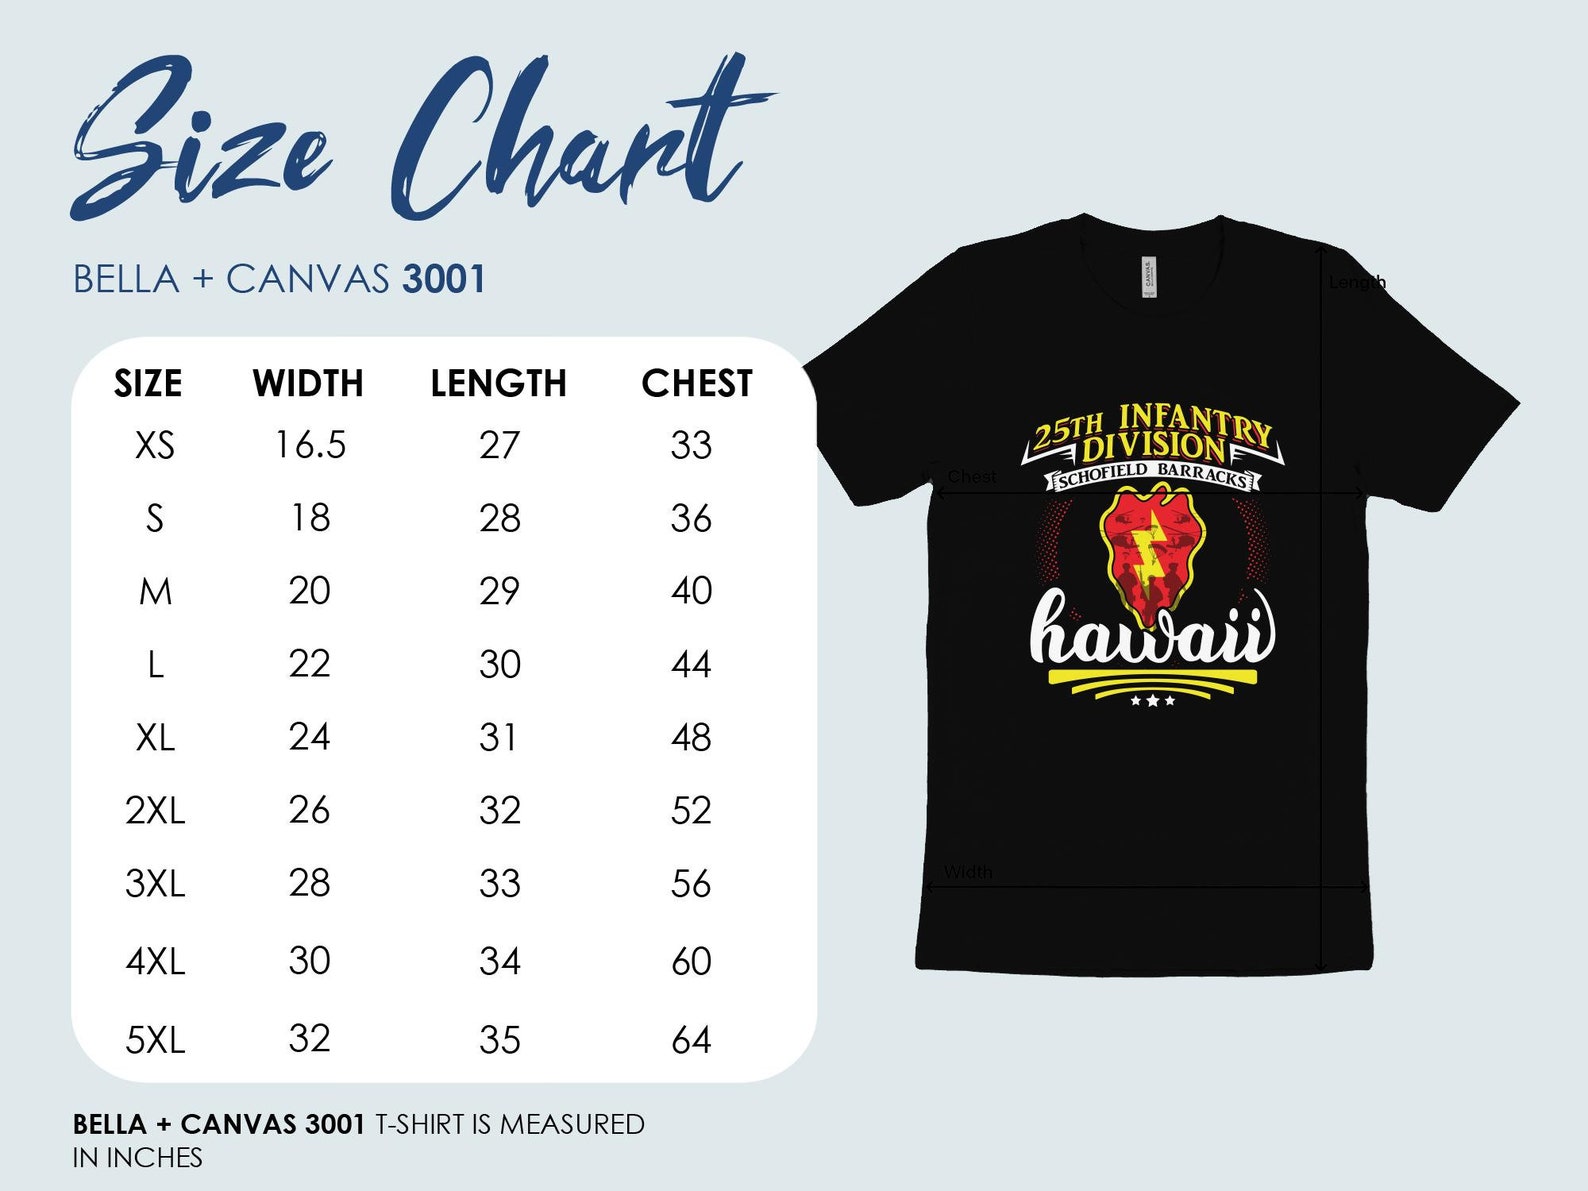 Size Chart
BELLA + CANVAS 3001
SIZE WIDTH LENGTH CHEST
XS 16.5 27 33
S 18 28 36
M 20 29 40
L 22 30 44
XL 24 31 48
2XL 26 32 52
3XL 28 33 56
4XL 30 34 60
5XL 32 35 64
BELLA + CANVAS 3001 T-SHIRT IS MEASURED
IN INCHES
CANVAS.
Length
25TH INFANTRY
DIVISION
SCHOFIELD BARRACKS
Chest
hawaii
Width